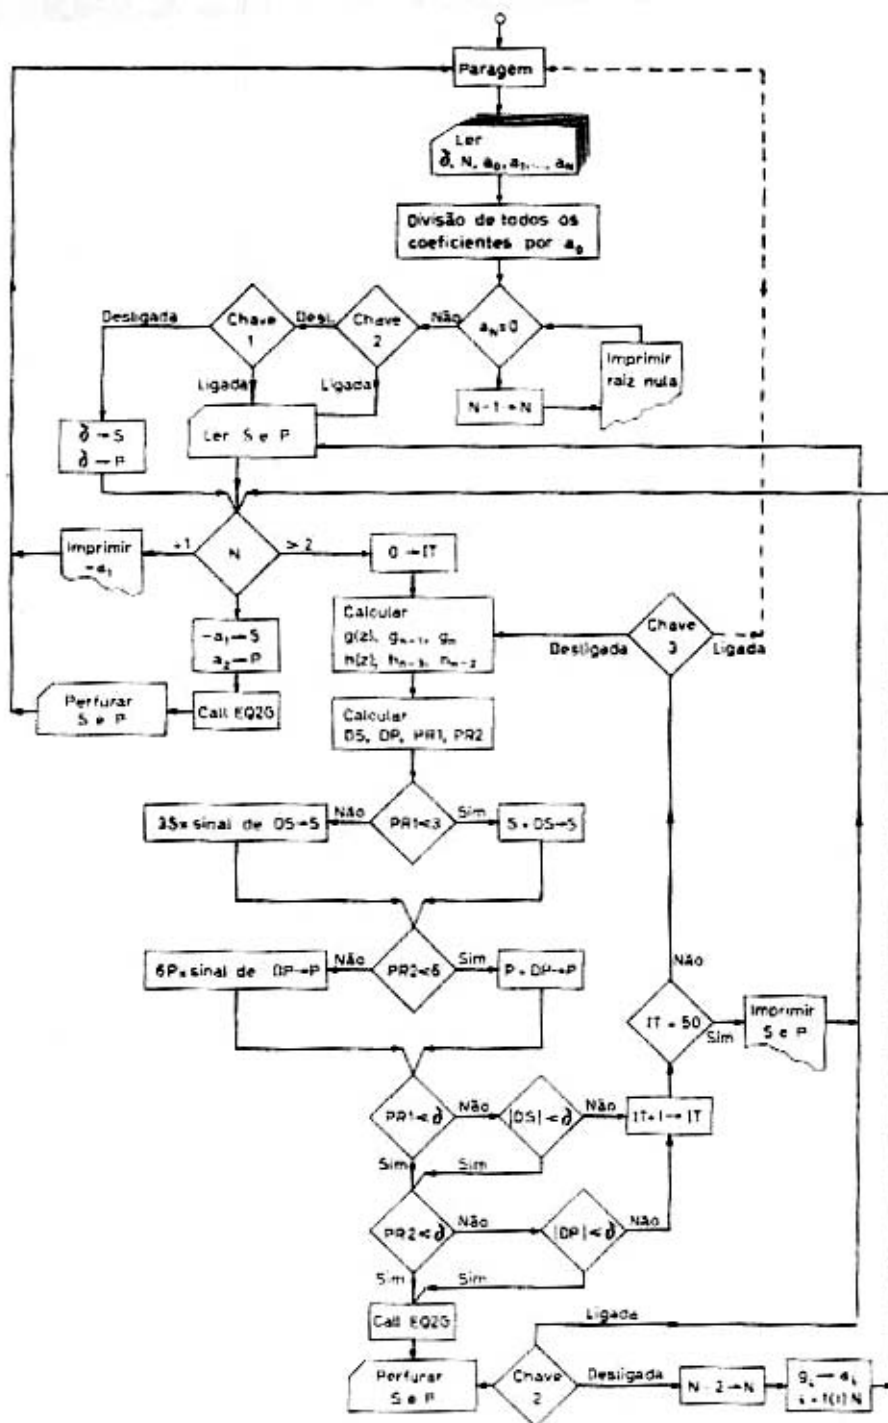 Paragem
Ler
∂, N, a₀, a₁, ..., a_N
Divisão de todos os
coeficientes por a₀
Desligada
Chave
1
Desl.
Chave
2
Não
a_N=0
Imprimir
raiz nula
Ligada
Ligada
N-1→N
∂→S
∂→P
Ler S e P
Imprimir
-a₁
=1
N
>2
0→IT
-a₁→S
a₂→P
Calcular
g(z), g_{n-1}, g_n
h(z), h_{n-3}, h_{n-2}
Desligada
Chave
3
Ligada
Perfurar
S e P
Call EQ2G
Calcular
DS, DP, PR1, PR2
3S× sinal de DS→S
Não
PR1<3
Sim
S+DS→S
6P× sinal de DP→P
Não
PR2<6
Sim
P+DP→P
Não
IT = 50
Sim
Imprimir
S e P
PR1<∂
Não
|DS|<∂
Não
IT+1→IT
Sim
Sim
PR2<∂
Não
|DP|<∂
Não
Sim
Sim
Call EQ2G
Ligada
Perfurar
S e P
Chave
2
Desligada
N-2→N
g_i→a_i
i=1(1)N